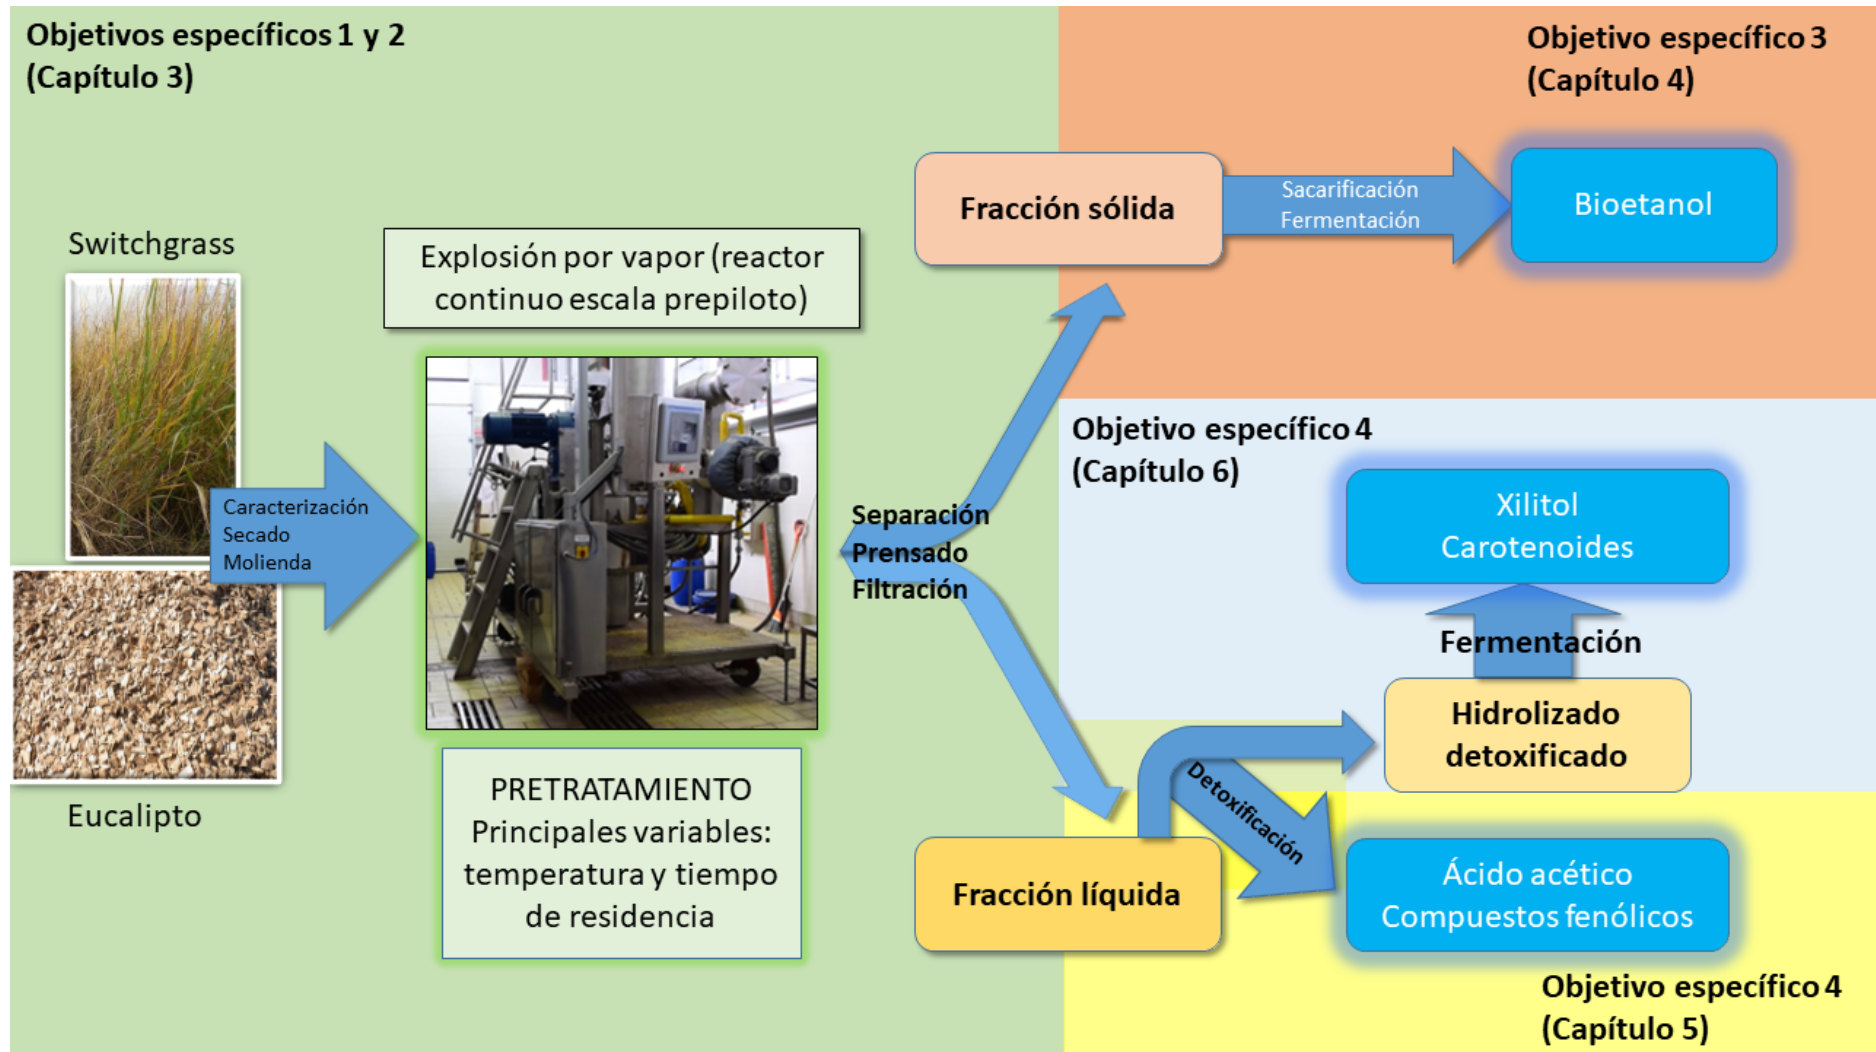 Objetivos específicos 1 y 2
(Capítulo 3)
Switchgrass
Eucalipto
Caracterización
Secado
Molienda
Explosión por vapor (reactor
continuo escala prepiloto)
PRETRATAMIENTO
Principales variables:
temperatura y tiempo
de residencia
Separación
Prensado
Filtración
Fracción sólida
Sacarificación
Fermentación
Bioetanol
Objetivo específico 3
(Capítulo 4)
Objetivo específico 4
(Capítulo 6)
Xilitol
Carotenoides
Fermentación
Hidrolizado
detoxificado
Fracción líquida
Detoxificación
Ácido acético
Compuestos fenólicos
Objetivo específico 4
(Capítulo 5)